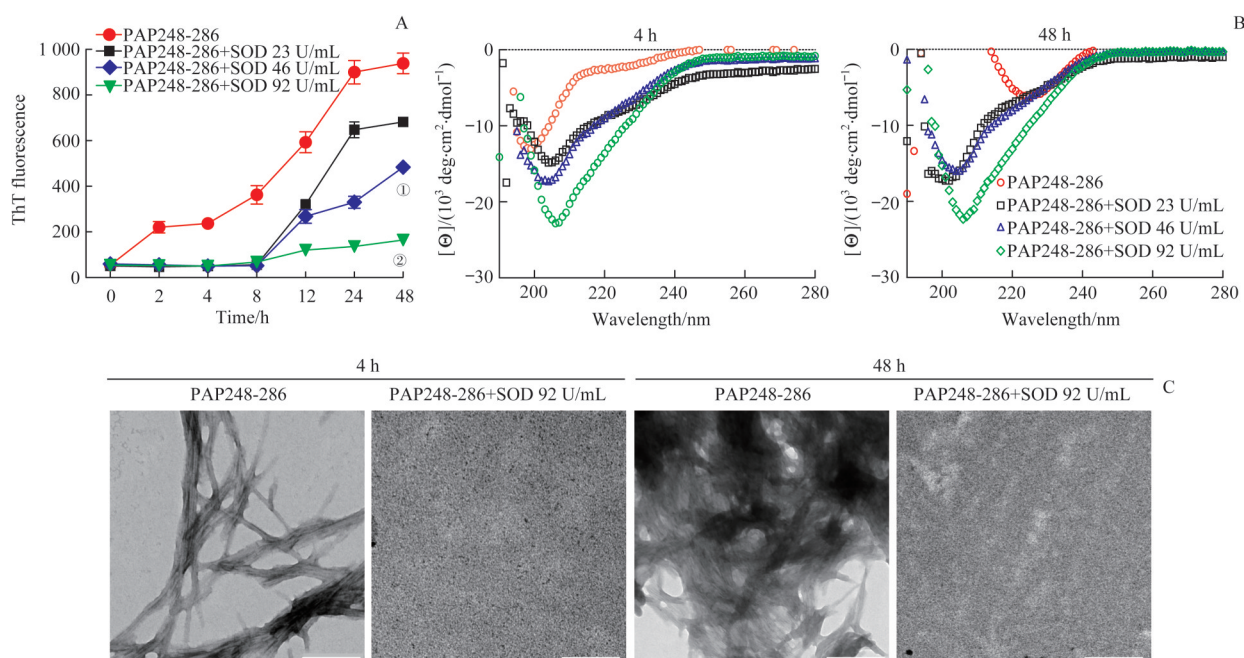 A
PAP248-286
PAP248-286+SOD 23 U/mL
PAP248-286+SOD 46 U/mL
PAP248-286+SOD 92 U/mL
ThT fluorescence
1 000
800
600
400
200
0
①
②
0 2 4 8 12 24 48
Time/h
B
4 h
[Θ]/(10³ deg·cm²·dmol⁻¹)
0
−10
−20
−30
200 220 240 260 280
Wavelength/nm
48 h
[Θ]/(10³ deg·cm²·dmol⁻¹)
0
−10
−20
−30
PAP248-286
PAP248-286+SOD 23 U/mL
PAP248-286+SOD 46 U/mL
PAP248-286+SOD 92 U/mL
200 220 240 260 280
Wavelength/nm
C
4 h 48 h
PAP248-286 PAP248-286+SOD 92 U/mL PAP248-286 PAP248-286+SOD 92 U/mL